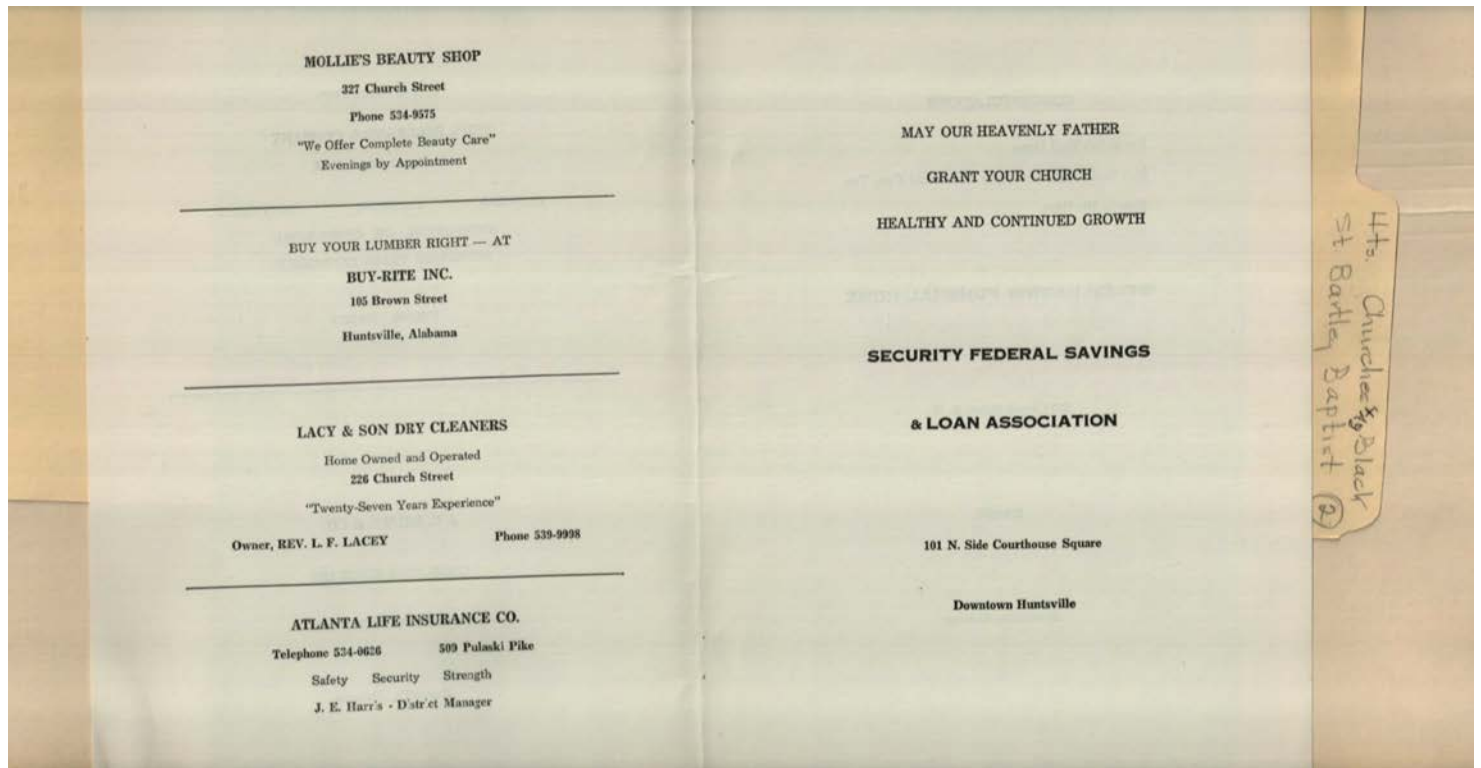 MOLLIE'S BEAUTY SHOP
327 Church Street
Phone 534-9575
"We Offer Complete Beauty Care"
Evenings by Appointment
BUY YOUR LUMBER RIGHT — AT
BUY-RITE INC.
105 Brown Street
Huntsville, Alabama
LACY & SON DRY CLEANERS
Home Owned and Operated
226 Church Street
"Twenty-Seven Years Experience"
Owner, REV. L. F. LACEY Phone 539-9998
ATLANTA LIFE INSURANCE CO.
Telephone 534-0626 509 Pulaski Pike
Safety Security Strength
J. E. Harr's - D'str'ct Manager
MAY OUR HEAVENLY FATHER
GRANT YOUR CHURCH
HEALTHY AND CONTINUED GROWTH
SECURITY FEDERAL SAVINGS
& LOAN ASSOCIATION
101 N. Side Courthouse Square
Downtown Huntsville
Churches Black
St. Bartley Baptist 2